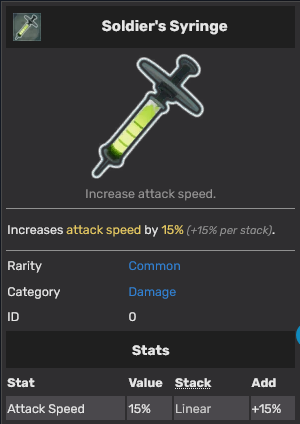 Soldier's Syringe
Increase attack speed.
Increases attack speed by 15% (+15% per stack).
Rarity Common
Category Damage
ID 0
Stats
Stat Value Stack Add
Attack Speed 15% Linear +15%